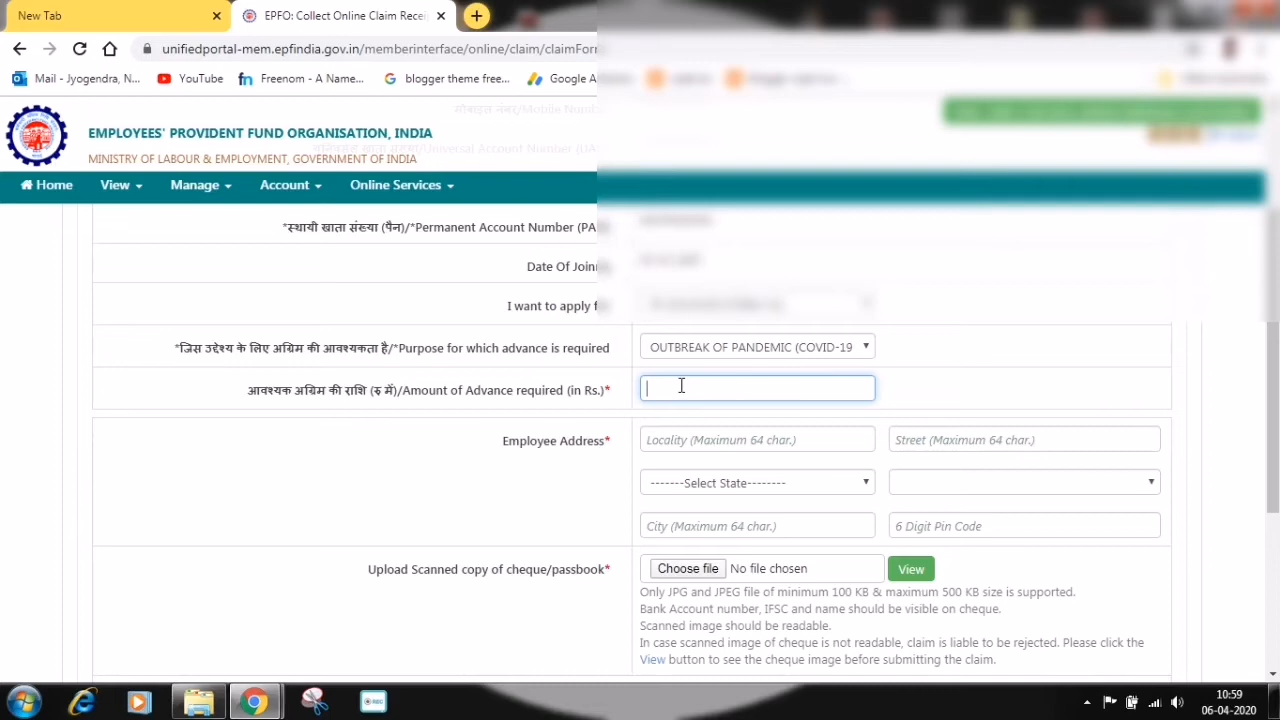 New Tab
EPFO: Collect Online Claim Recei
unifiedportal-mem.epfindia.gov.in/memberinterface/online/claim/claimForm
Mail - Jyogendra, N... YouTube Freenom - A Name... blogger theme free... Google A
मोबाइल नंबर/Mobile Numb
EMPLOYEES' PROVIDENT FUND ORGANISATION, INDIA
MINISTRY OF LABOUR & EMPLOYMENT, GOVERNMENT OF INDIA
Home View Manage Account Online Services
*स्थायी खाता संख्या (पैन)/*Permanent Account Number (PA
Date Of Join
I want to apply f
*जिस उद्देश्य के लिए अग्रिम की आवश्यकता है/*Purpose for which advance is required OUTBREAK OF PANDEMIC (COVID-19
आवश्यक अग्रिम की राशि (रु में)/Amount of Advance required (in Rs.)*
Employee Address* Locality (Maximum 64 char.) Street (Maximum 64 char.)
-------Select State--------
City (Maximum 64 char.) 6 Digit Pin Code
Upload Scanned copy of cheque/passbook* Choose file No file chosen View
Only JPG and JPEG file of minimum 100 KB & maximum 500 KB size is supported.
Bank Account number, IFSC and name should be visible on cheque.
Scanned image should be readable.
In case scanned image of cheque is not readable, claim is liable to be rejected. Please click the
View button to see the cheque image before submitting the claim.
REC
10:59
06-04-2020